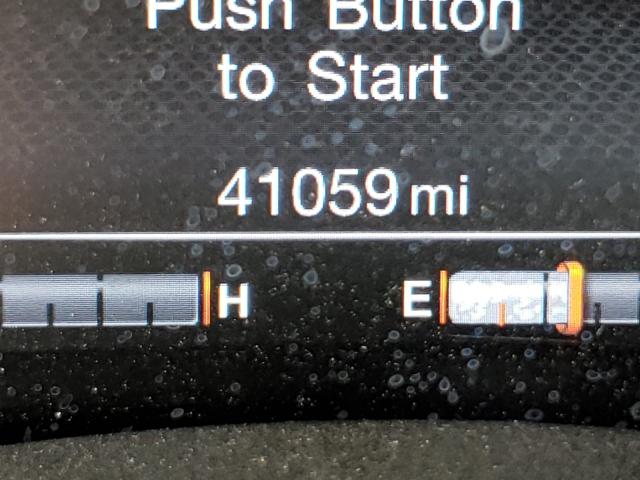 Push Button
to Start
41059 mi
H E